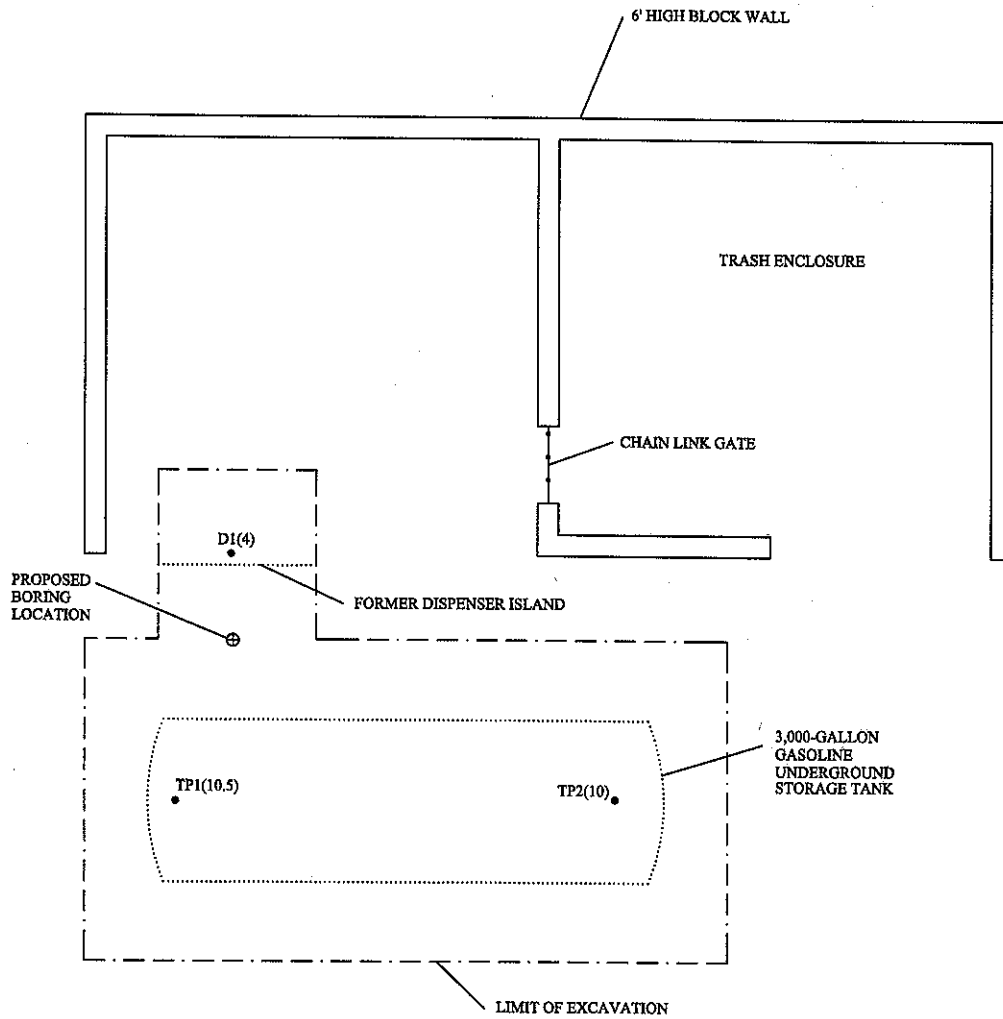 6' HIGH BLOCK WALL
TRASH ENCLOSURE
CHAIN LINK GATE
D1(4)
PROPOSED
BORING
LOCATION
FORMER DISPENSER ISLAND
3,000-GALLON
GASOLINE
UNDERGROUND
STORAGE TANK
TP1(10.5)
TP2(10)
LIMIT OF EXCAVATION